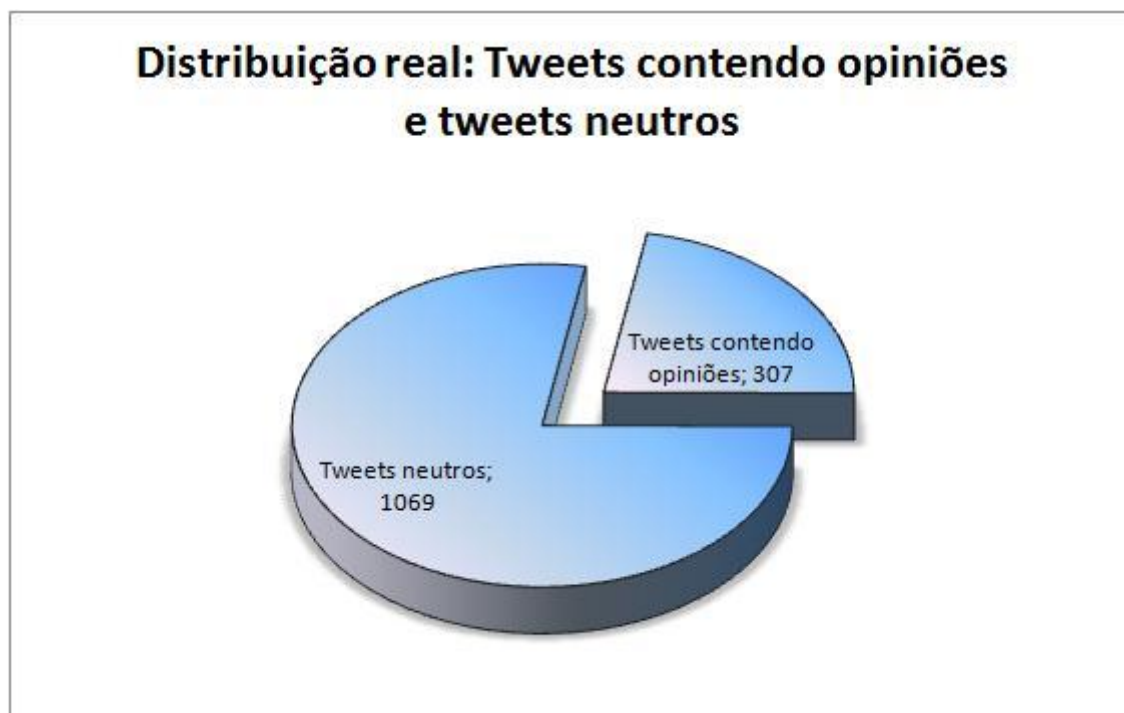 Distribuição real: Tweets contendo opiniões
e tweets neutros
Tweets contendo
opiniões; 307
Tweets neutros;
1069